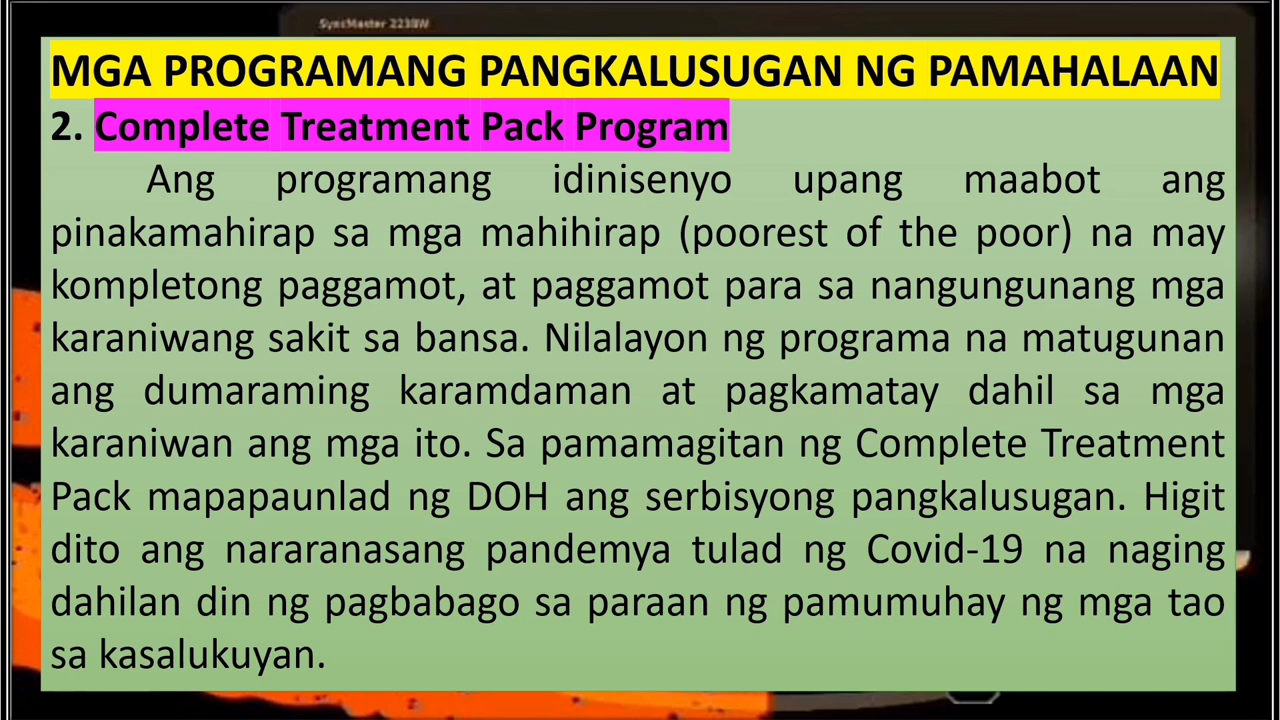 SyncMaster 2238W
MGA PROGRAMANG PANGKALUSUGAN NG PAMAHALAAN
2. Complete Treatment Pack Program
Ang programang idinisenyo upang maabot ang
pinakamahirap sa mga mahihirap (poorest of the poor) na may
kompletong paggamot, at paggamot para sa nangungunang mga
karaniwang sakit sa bansa. Nilalayon ng programa na matugunan
ang dumaraming karamdaman at pagkamatay dahil sa mga
karaniwan ang mga ito. Sa pamamagitan ng Complete Treatment
Pack mapapaunlad ng DOH ang serbisyong pangkalusugan. Higit
dito ang nararanasang pandemya tulad ng Covid-19 na naging
dahilan din ng pagbabago sa paraan ng pamumuhay ng mga tao
sa kasalukuyan.